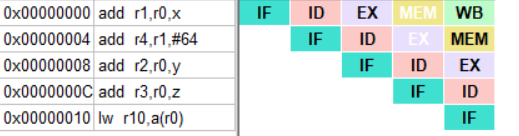 0x00000000 add r1,r0,x IF ID EX MEM WB
0x00000004 add r4,r1,#64 IF ID EX MEM
0x00000008 add r2,r0,y IF ID EX
0x0000000C add r3,r0,z IF ID
0x00000010 lw r10,a(r0) IF